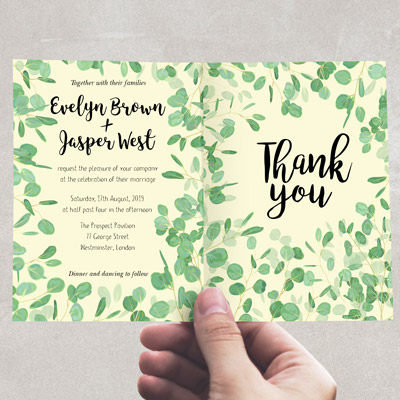 Together with their families
Evelyn Brown
+
Jasper West
request the pleasure of your company
at the celebration of their marriage
Saturday, 37th August, 2019
at half past four in the afternoon
The Prospect Pavilion
77 George Street
Westminster, London
Dinner and dancing to follow
Thank
you